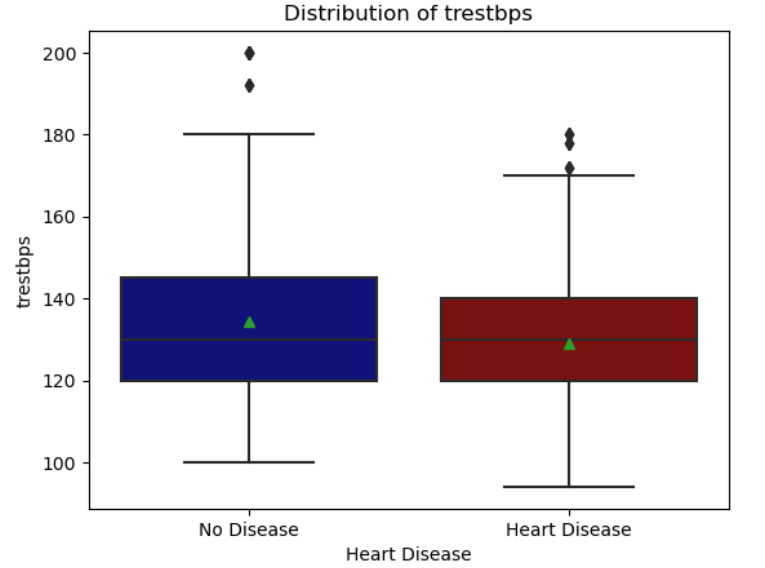 Distribution of trestbps
200
180
160
140
120
100
trestbps
No Disease
Heart Disease
Heart Disease